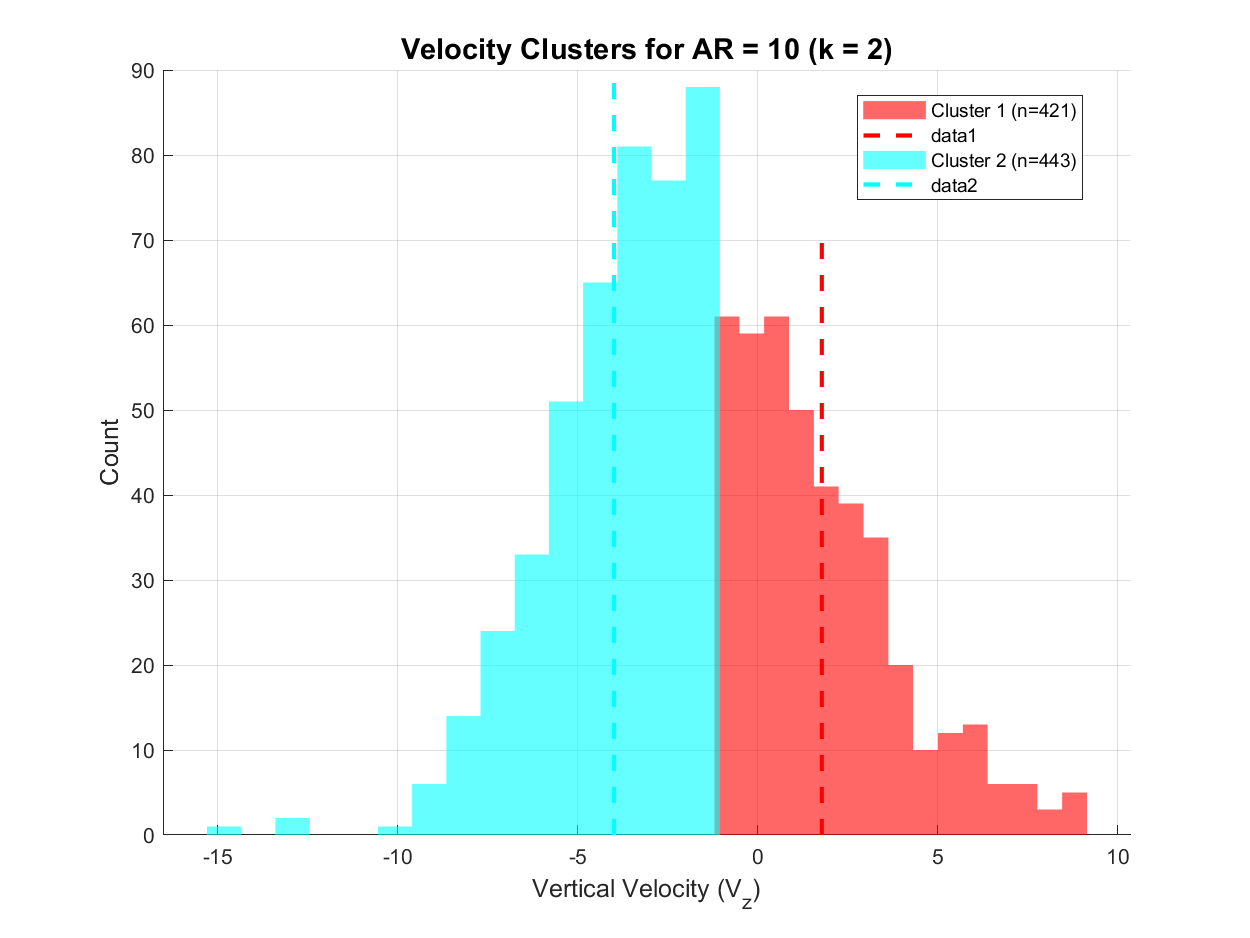 Velocity Clusters for AR = 10 (k = 2)
90
80
70
60
50
40
30
20
10
0
Count
Cluster 1 (n=421)
data1
Cluster 2 (n=443)
data2
-15 -10 -5 0 5 10
Vertical Velocity (V_z)